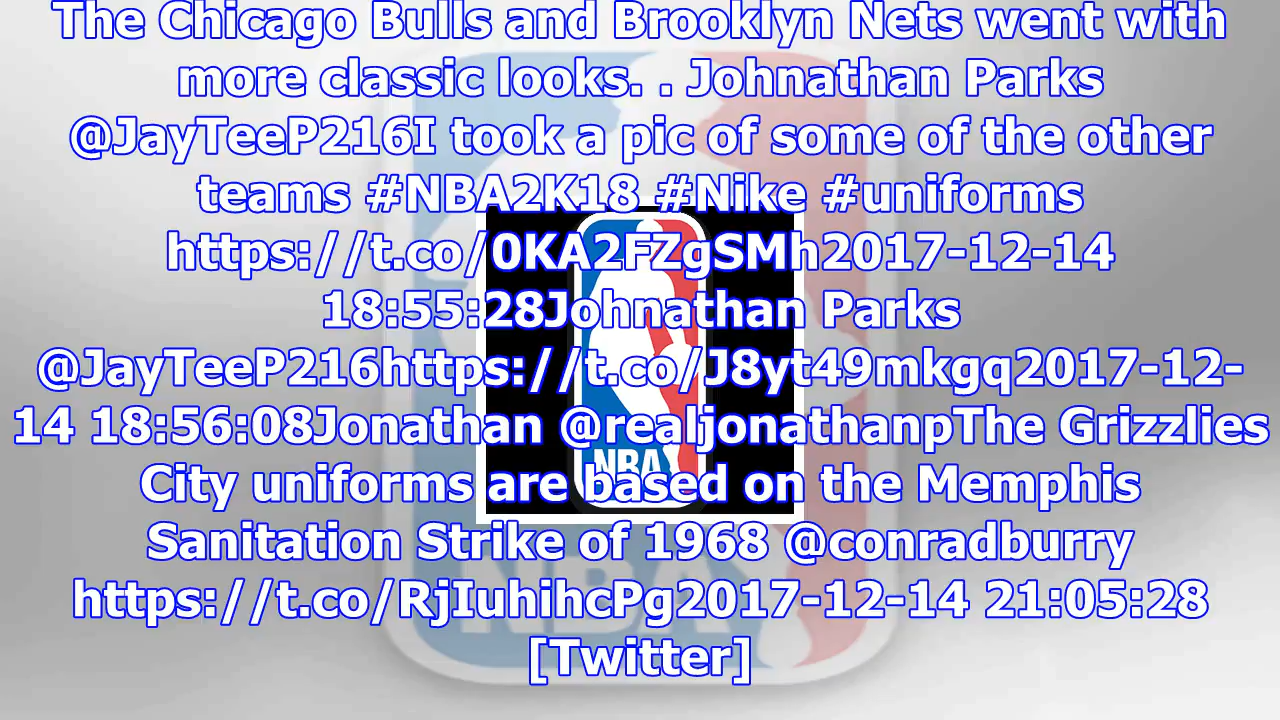 The Chicago Bulls and Brooklyn Nets went with
more classic looks. . Johnathan Parks
@JayTeeP216I took a pic of some of the other
teams #NBA2K18 #Nike #uniforms
https://t.co/0KA2FZgSMh2017-12-14
18:55:28Johnathan Parks
@JayTeeP216https://t.co/J8yt49mkgq2017-12-
14 18:56:08Jonathan @realjonathanpThe Grizzlies
City uniforms are based on the Memphis
NBA
Sanitation Strike of 1968 @conradburry
https://t.co/RjIuhihcPg2017-12-14 21:05:28
NBA
[Twitter]